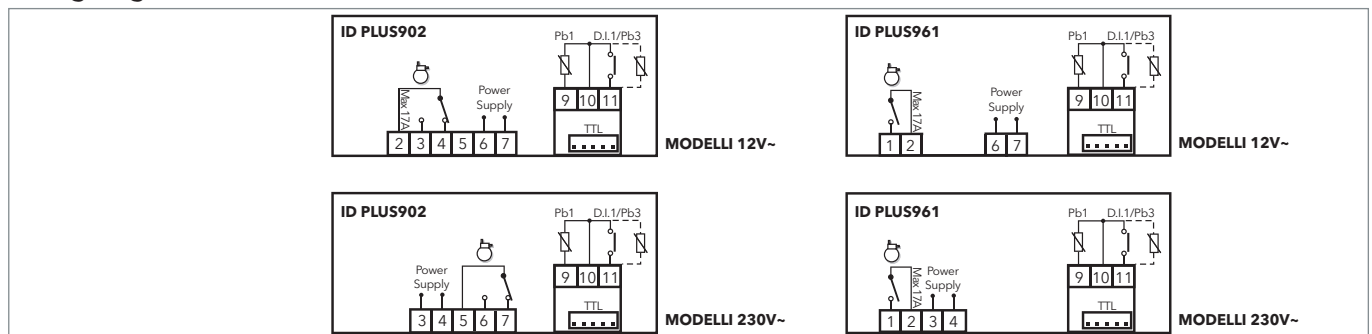 ID PLUS902
Pb1 D.I.1/Pb3
Max 17A
Power
Supply
2 3 4 5 6 7
9 10 11
TTL
MODELLI 12V~
ID PLUS961
Pb1 D.I.1/Pb3
Max 17A
Power
Supply
1 2 6 7
9 10 11
TTL
MODELLI 12V~
ID PLUS902
Pb1 D.I.1/Pb3
Power
Supply
3 4 5 6 7
9 10 11
TTL
MODELLI 230V~
ID PLUS961
Pb1 D.I.1/Pb3
Max 17A
Power
Supply
1 2 3 4
9 10 11
TTL
MODELLI 230V~